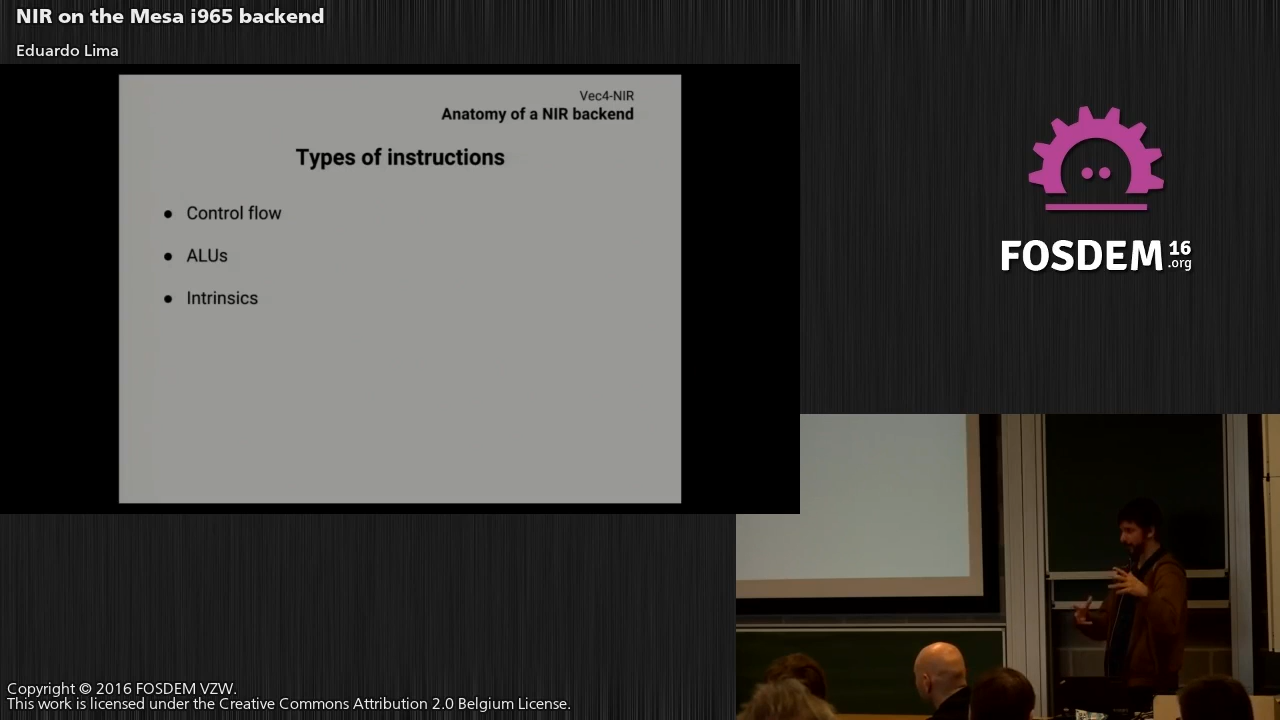 NIR on the Mesa i965 backend
Eduardo Lima
Vec4-NIR
Anatomy of a NIR backend
Types of instructions
● Control flow
● ALUs
● Intrinsics
FOSDEM 16
.org
Copyright © 2016 FOSDEM VZW.
This work is licensed under the Creative Commons Attribution 2.0 Belgium License.